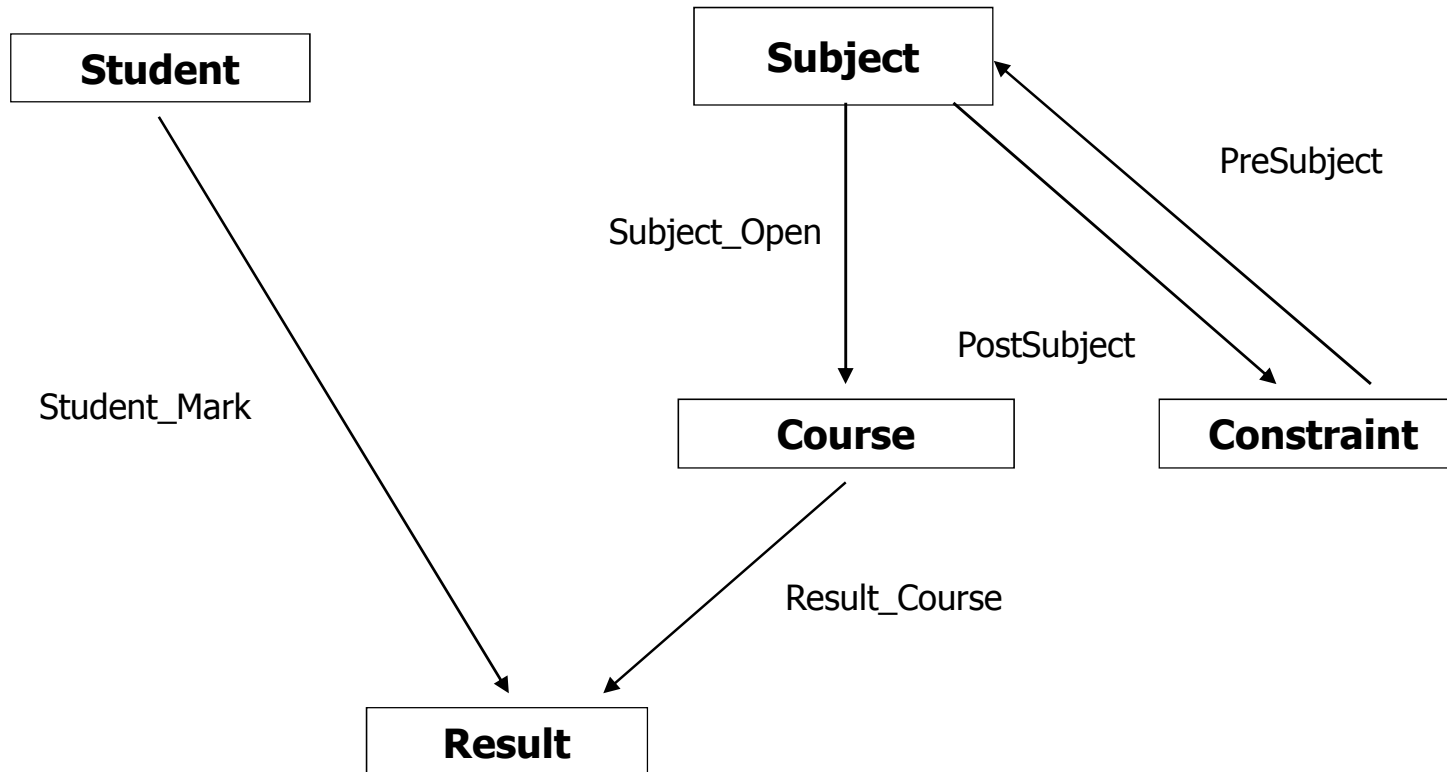 Student
Subject
PreSubject
Subject_Open
PostSubject
Student_Mark
Course
Constraint
Result_Course
Result